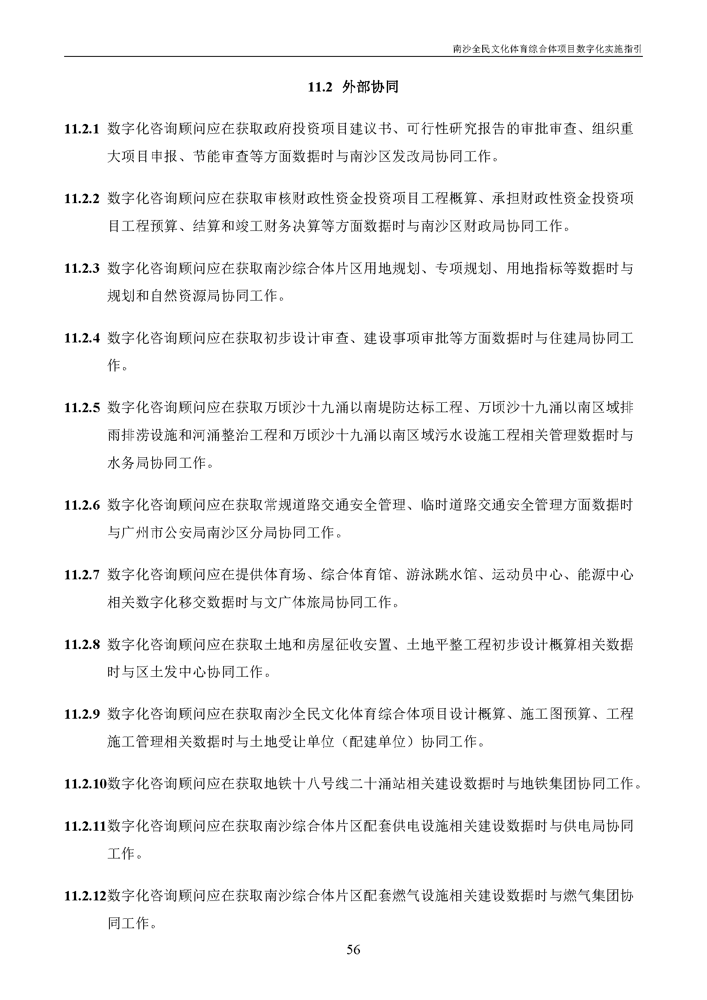 南沙全民文化体育综合体项目数字化实施指引
11.2 外部协同
11.2.1 数字化咨询顾问应在获取政府投资项目建议书、可行性研究报告的审批审查、组织重
大项目申报、节能审查等方面数据时与南沙区发改局协同工作。
11.2.2 数字化咨询顾问应在获取审核财政性资金投资项目工程概算、承担财政性资金投资项
目工程预算、结算和竣工财务决算等方面数据时与南沙区财政局协同工作。
11.2.3 数字化咨询顾问应在获取南沙综合体片区用地规划、专项规划、用地指标等数据时与
规划和自然资源局协同工作。
11.2.4 数字化咨询顾问应在获取初步设计审查、建设事项审批等方面数据时与住建局协同工
作。
11.2.5 数字化咨询顾问应在获取万顷沙十九涌以南堤防达标工程、万顷沙十九涌以南区域排
雨排涝设施和河涌整治工程和万顷沙十九涌以南区域污水设施工程相关管理数据时与
水务局协同工作。
11.2.6 数字化咨询顾问应在获取常规道路交通安全管理、临时道路交通安全管理方面数据时
与广州市公安局南沙区分局协同工作。
11.2.7 数字化咨询顾问应在提供体育场、综合体育馆、游泳跳水馆、运动员中心、能源中心
相关数字化移交数据时与文广体旅局协同工作。
11.2.8 数字化咨询顾问应在获取土地和房屋征收安置、土地平整工程初步设计概算相关数据
时与区土发中心协同工作。
11.2.9 数字化咨询顾问应在获取南沙全民文化体育综合体项目设计概算、施工图预算、工程
施工管理相关数据时与土地受让单位（配建单位）协同工作。
11.2.10数字化咨询顾问应在获取地铁十八号线二十涌站相关建设数据时与地铁集团协同工作。
11.2.11数字化咨询顾问应在获取南沙综合体片区配套供电设施相关建设数据时与供电局协同
工作。
11.2.12数字化咨询顾问应在获取南沙综合体片区配套燃气设施相关建设数据时与燃气集团协
同工作。
56